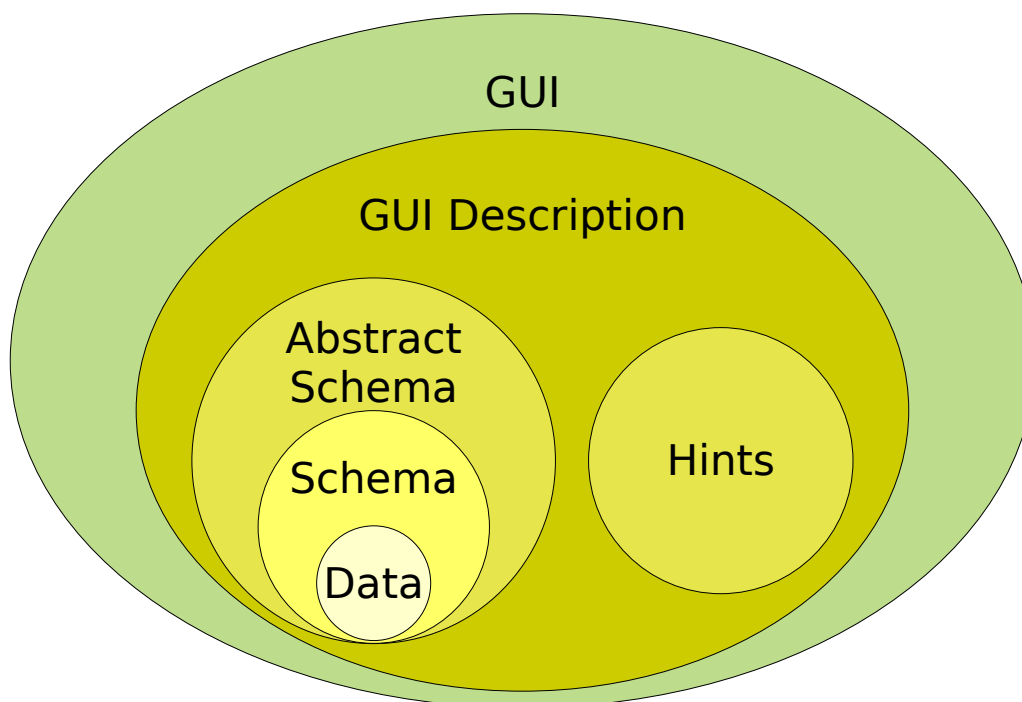 GUI
GUI Description
Abstract
Schema
Schema
Hints
Data